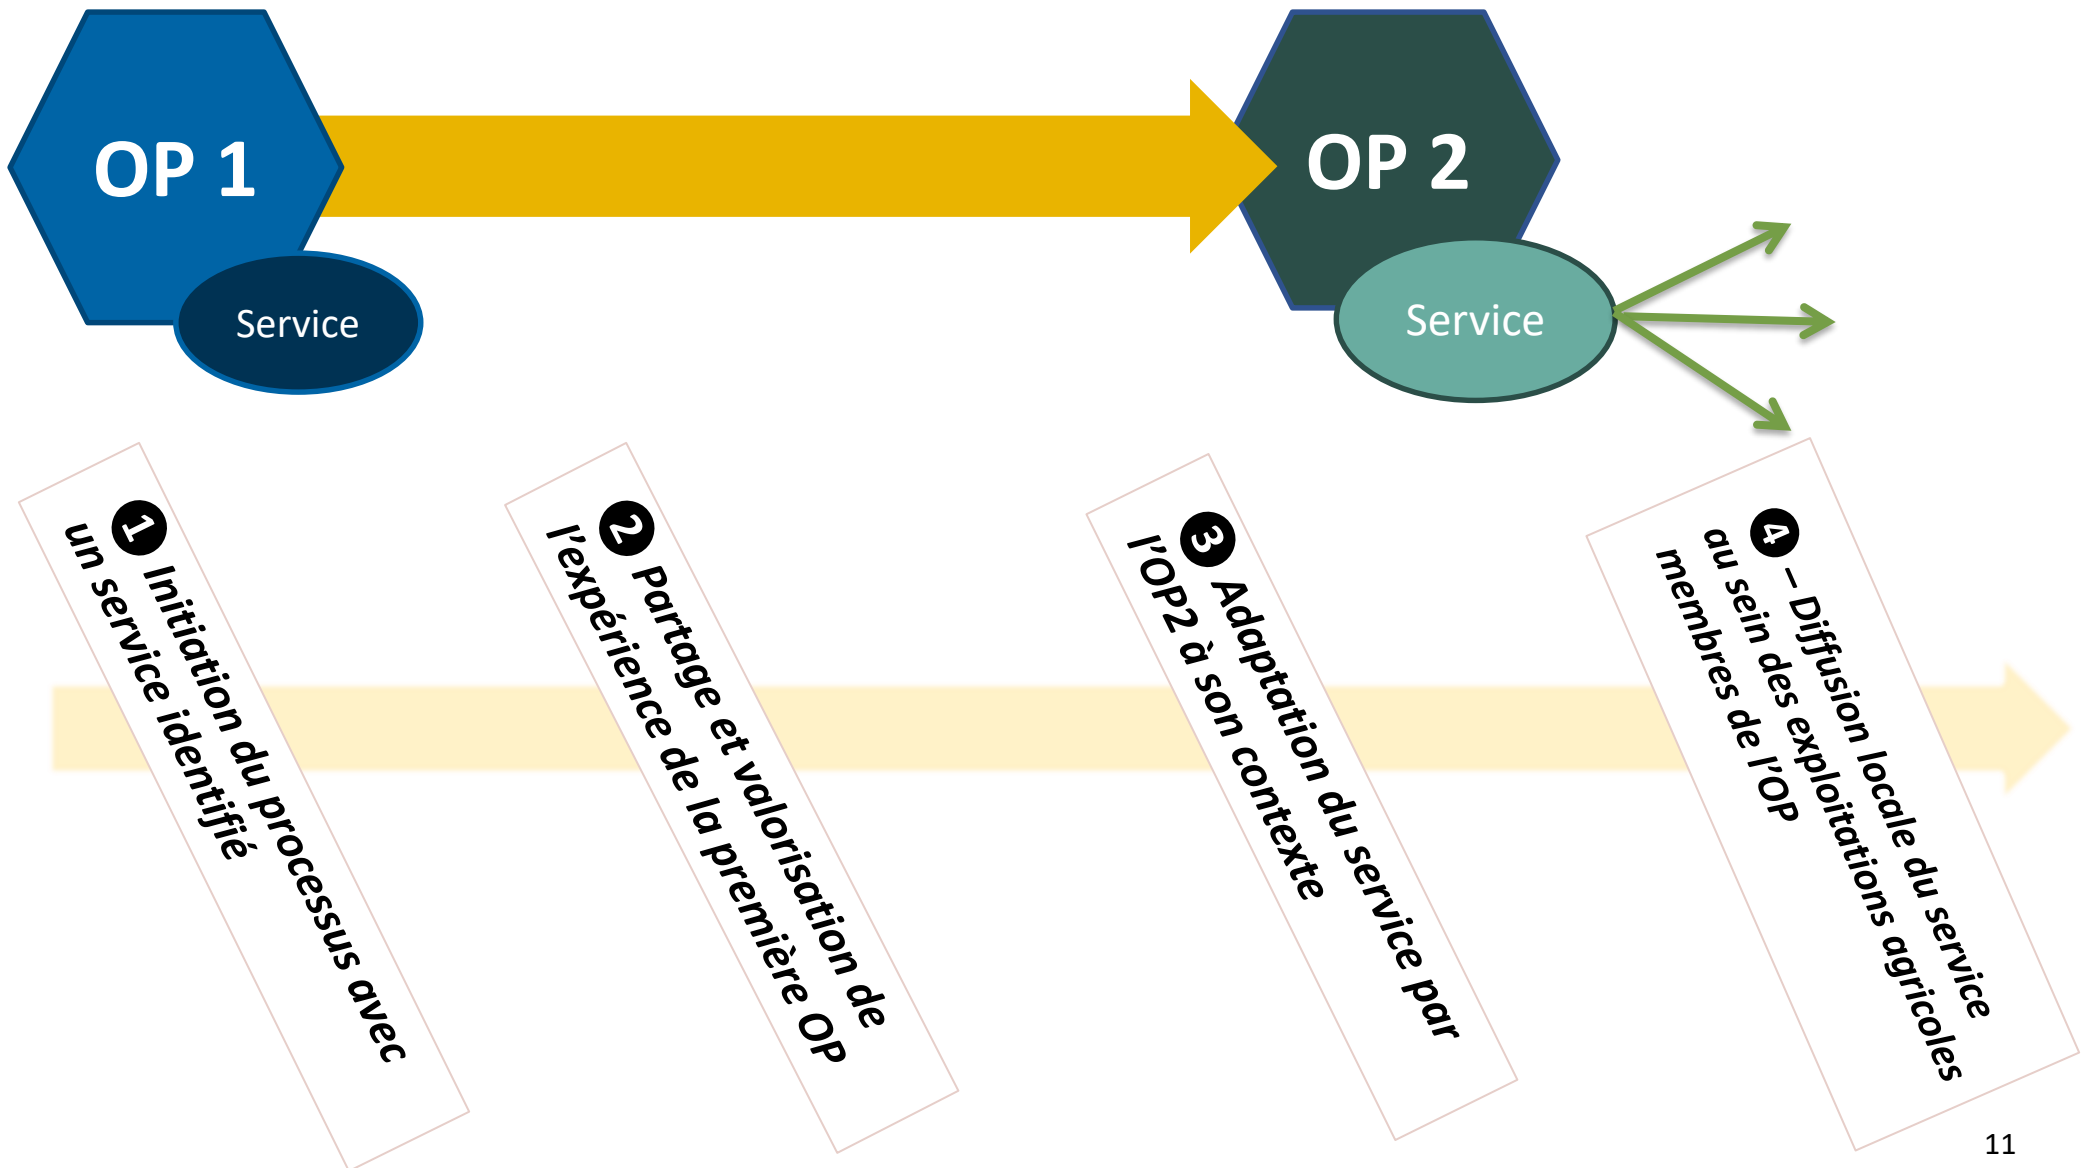 OP 1
OP 2
Service
Service
❶ Initiation du processus avec
un service identifié
❷ Partage et valorisation de
l’expérience de la première OP
❸ Adaptation du service par
l’OP2 à son contexte
❹ – Diffusion locale du service
au sein des exploitations agricoles
membres de l’OP
11